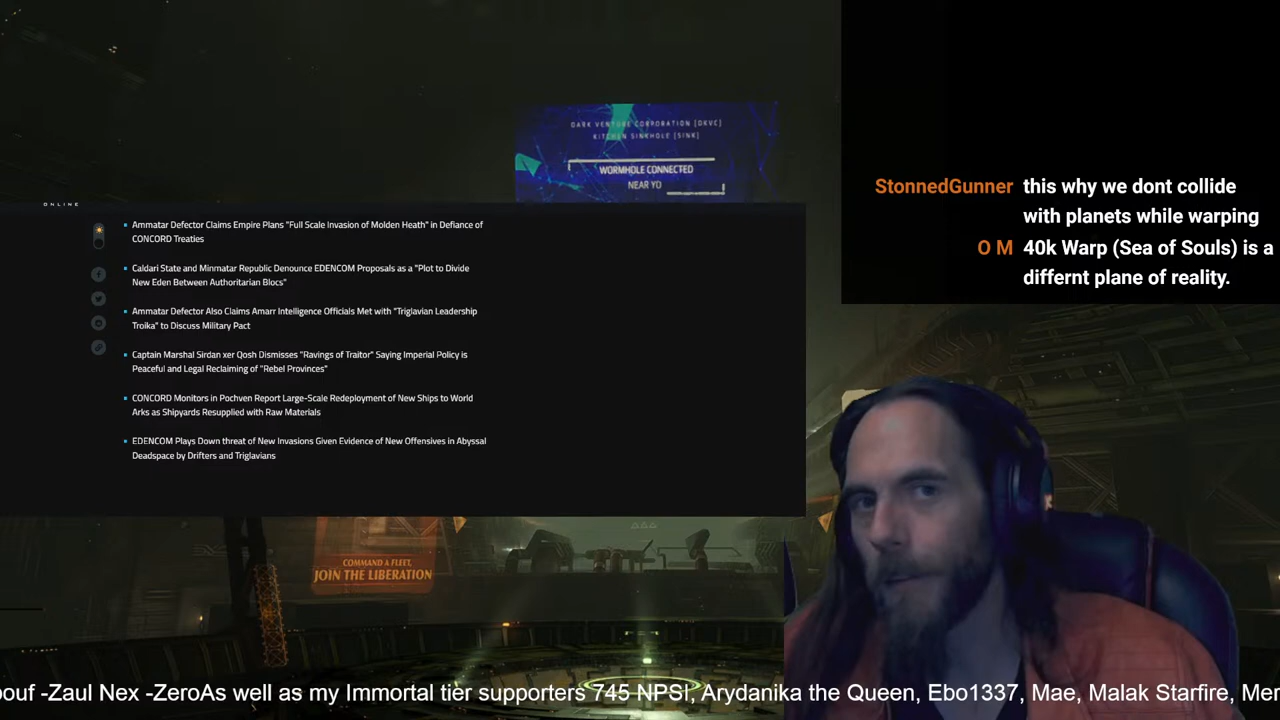 DARK VENTURE CORPORATION [DKVC]
KITCHEN SINKHOLE [SINK]
WORMHOLE CONNECTED
NEAR YO
StonnedGunner this why we dont collide
with planets while warping
O M 40k Warp (Sea of Souls) is a
differnt plane of reality.
ONLINE
Ammatar Defector Claims Empire Plans "Full Scale Invasion of Molden Heath" in Defiance of
CONCORD Treaties
Caldari State and Minmatar Republic Denounce EDENCOM Proposals as a "Plot to Divide
New Eden Between Authoritarian Blocs"
Ammatar Defector Also Claims Amarr Intelligence Officials Met with "Triglavian Leadership
Troika" to Discuss Military Pact
Captain Marshal Sirdan xer Qosh Dismisses "Ravings of Traitor" Saying Imperial Policy is
Peaceful and Legal Reclaiming of "Rebel Provinces"
CONCORD Monitors in Pochven Report Large-Scale Redeployment of New Ships to World
Arks as Shipyards Resupplied with Raw Materials
EDENCOM Plays Down threat of New Invasions Given Evidence of New Offensives in Abyssal
Deadspace by Drifters and Triglavians
COMMAND A FLEET,
JOIN THE LIBERATION
ouf -Zaul Nex -ZeroAs well as my Immortal tier supporters 745 NPSI, Arydanika the Queen, Ebo1337, Mae, Malak Starfire, Mer